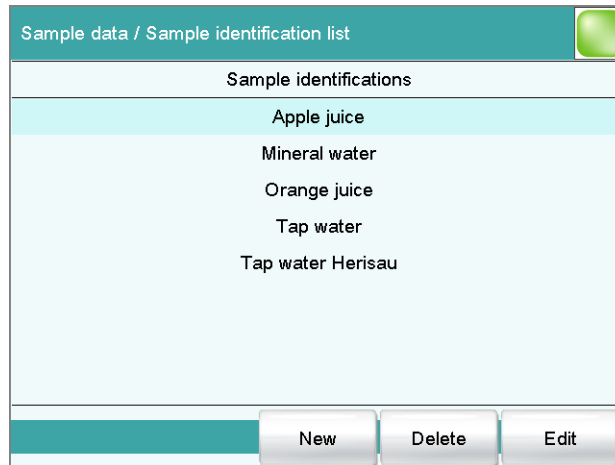 Sample data / Sample identification list
Sample identifications
Apple juice
Mineral water
Orange juice
Tap water
Tap water Herisau
New Delete Edit